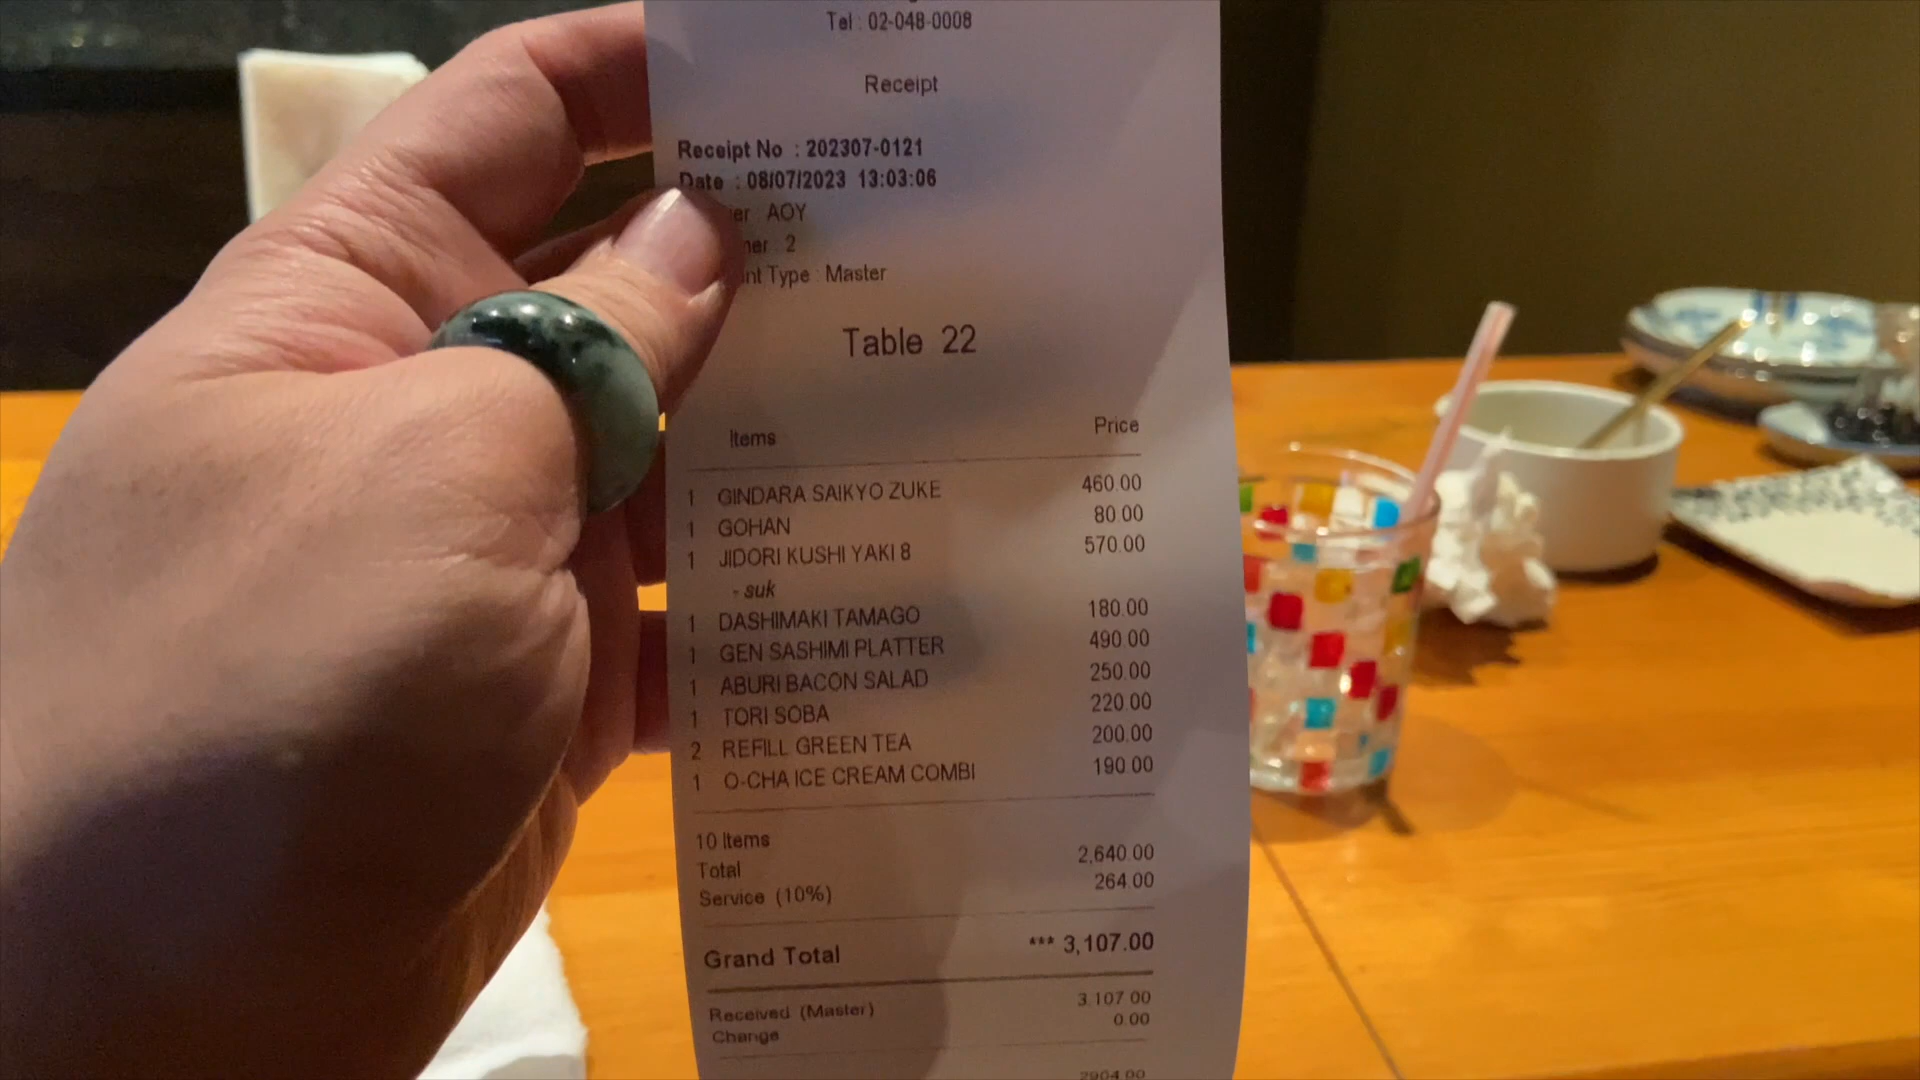 Tel : 02-048-0008
Receipt
Receipt No : 202307-0121
Date : 08/07/2023 13:03:06
AOY
2
Type : Master
Table 22
Items Price
1 GINDARA SAIKYO ZUKE 460.00
1 GOHAN 80.00
1 JIDORI KUSHI YAKI 8 570.00
- suk
1 DASHIMAKI TAMAGO 180.00
1 GEN SASHIMI PLATTER 490.00
1 ABURI BACON SALAD 250.00
1 TORI SOBA 220.00
2 REFILL GREEN TEA 200.00
1 O-CHA ICE CREAM COMBI 190.00
10 Items
Total 2,640.00
Service (10%) 264.00
Grand Total *** 3,107.00
Received (Master) 3,107.00
Change 0.00
2904.00